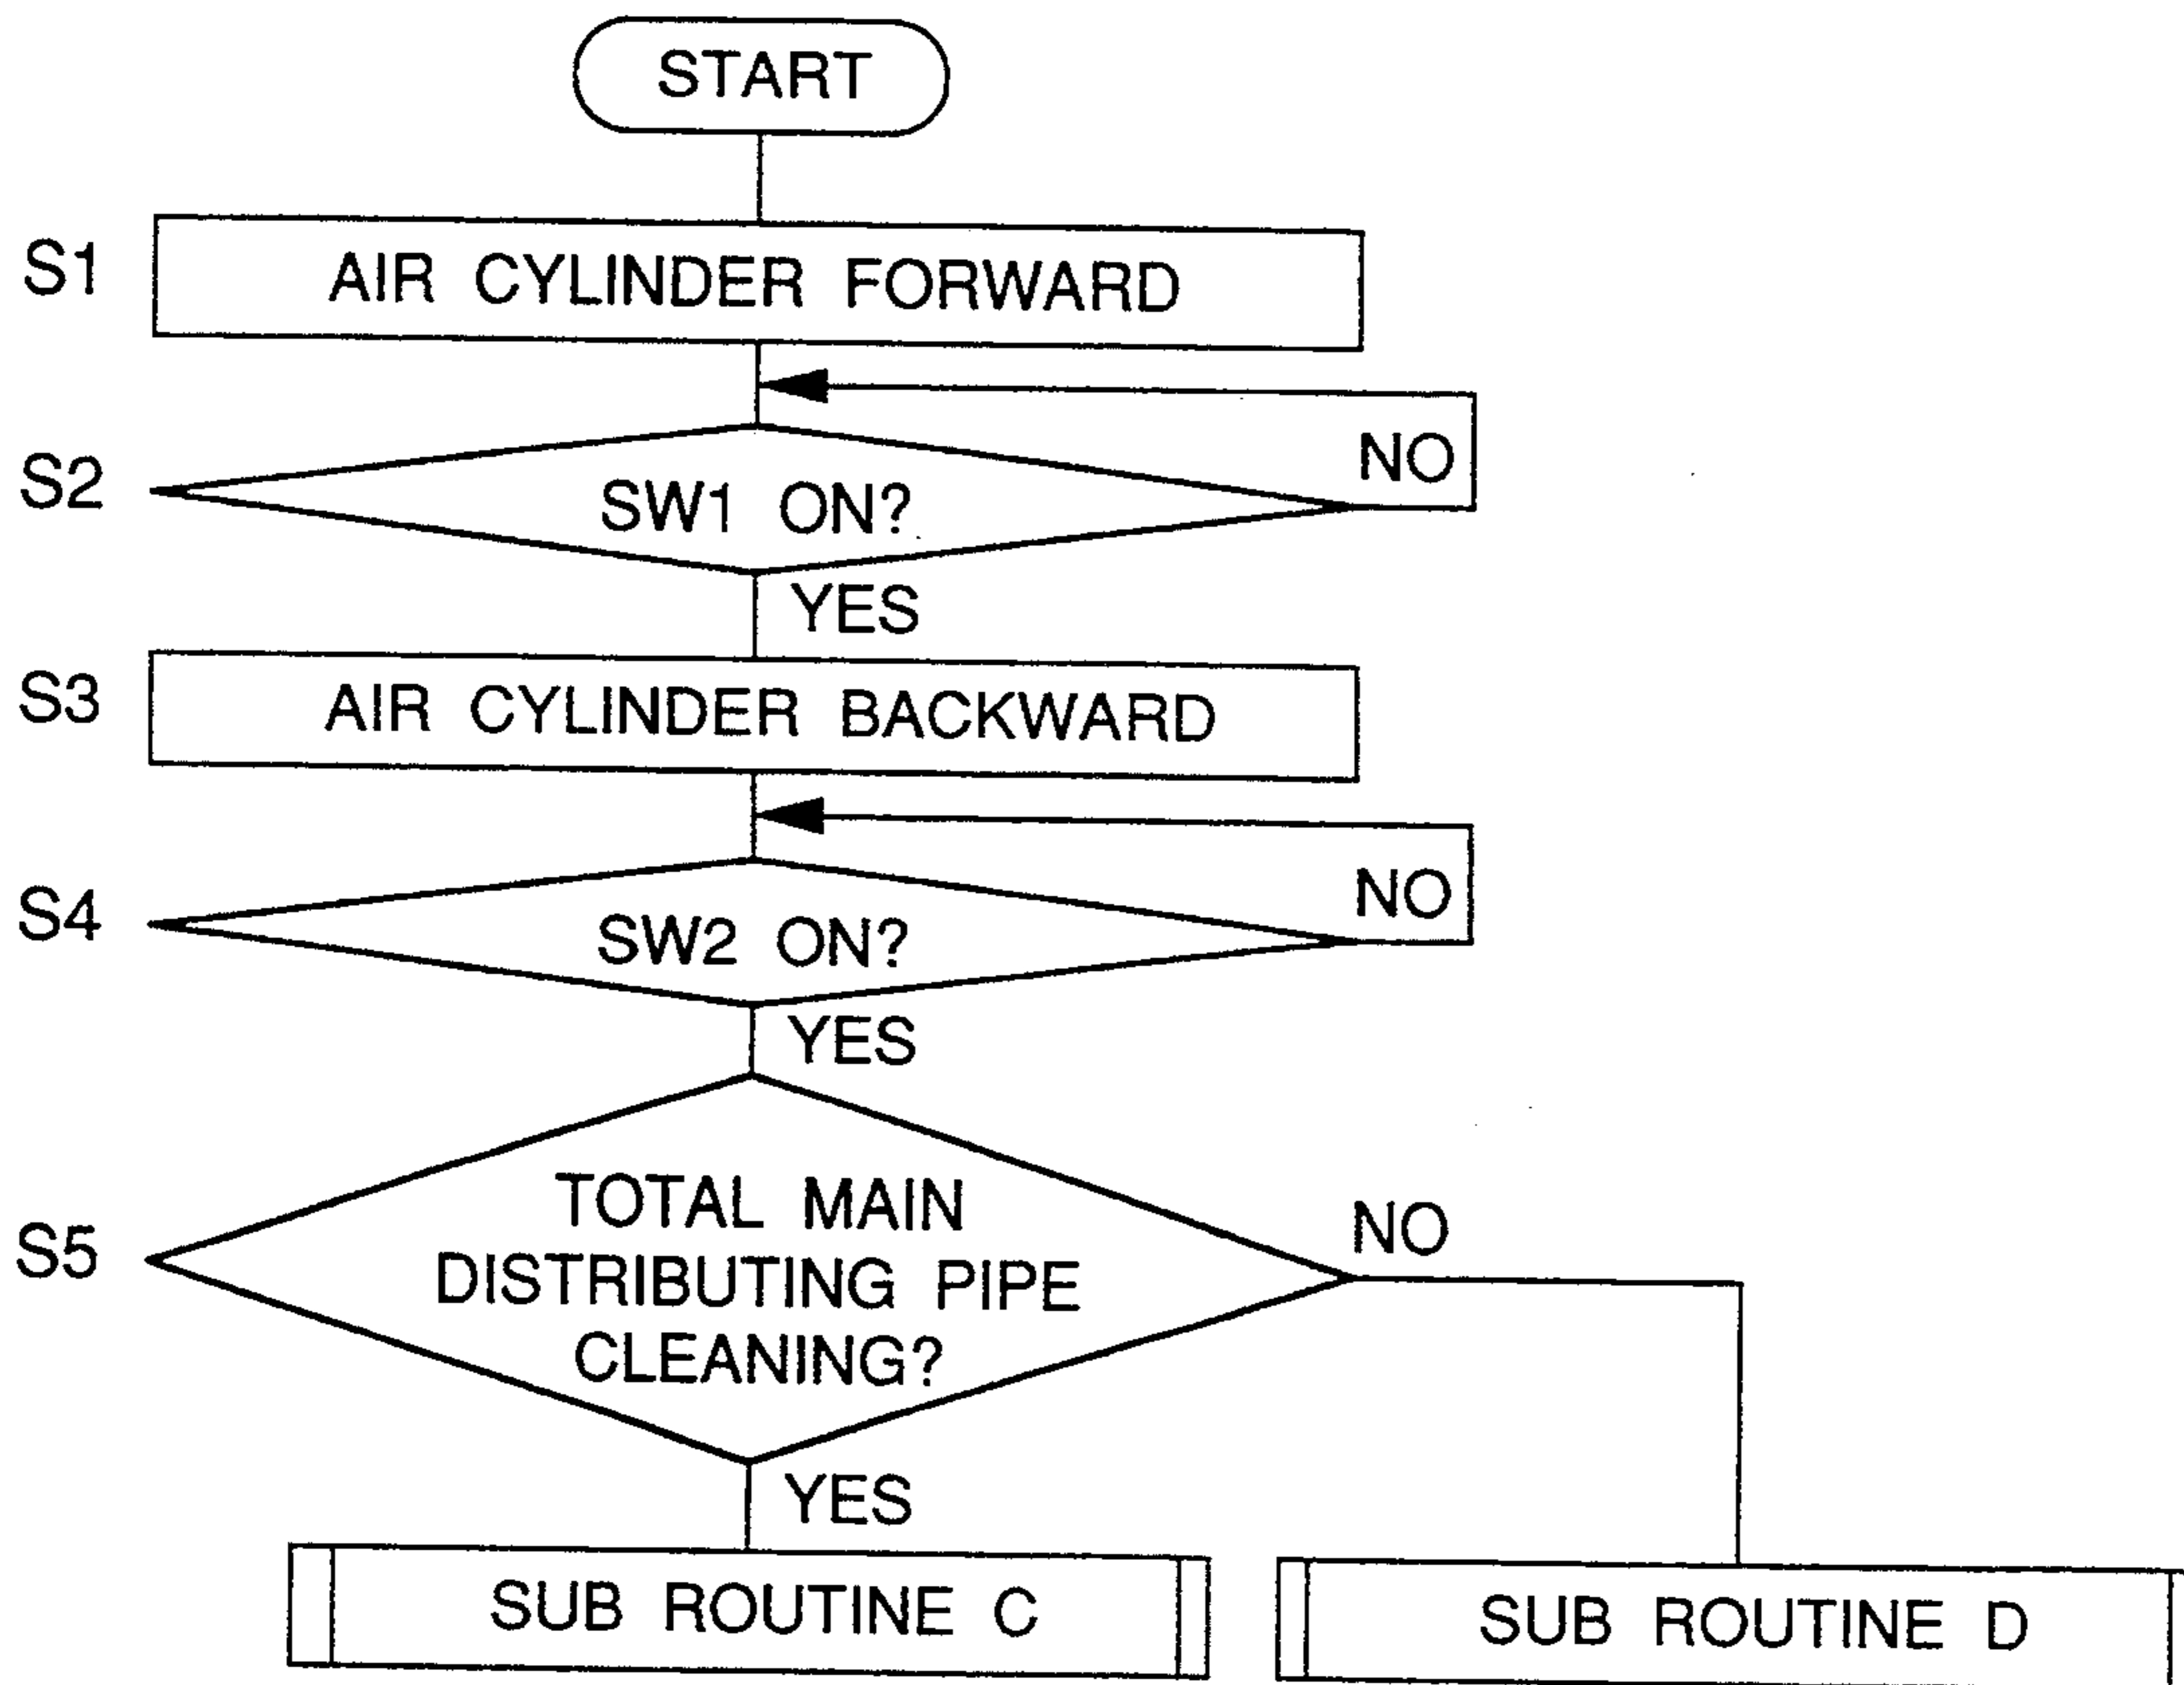 START
S1
AIR CYLINDER FORWARD
NO
S2
SW1 ON?
YES
S3
AIR CYLINDER BACKWARD
NO
S4
SW2 ON?
YES
S5
TOTAL MAIN
DISTRIBUTING PIPE
CLEANING?
NO
YES
SUB ROUTINE C
SUB ROUTINE D